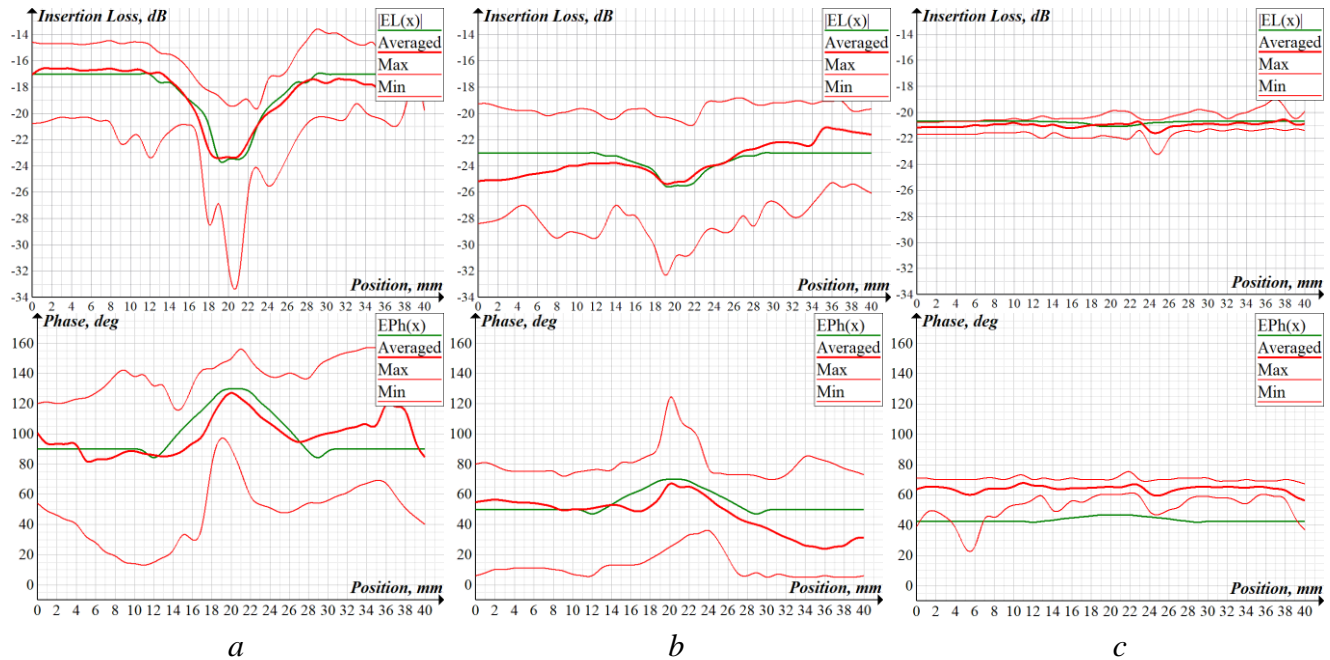 Insertion Loss, dB
|EL(x)|
Averaged
Max
Min
-14
-16
-18
-20
-22
-24
-26
-28
-30
-32
-34
Position, mm
0 2 4 6 8 10 12 14 16 18 20 22 24 26 28 30 32 34 36 38 40
Insertion Loss, dB
|EL(x)|
Averaged
Max
Min
-14
-16
-18
-20
-22
-24
-26
-28
-30
-32
-34
Position, mm
0 2 4 6 8 10 12 14 16 18 20 22 24 26 28 30 32 34 36 38 40
Insertion Loss, dB
|EL(x)|
Averaged
Max
Min
-14
-16
-18
-20
-22
-24
-26
-28
-30
-32
-34
Position, mm
0 2 4 6 8 10 12 14 16 18 20 22 24 26 28 30 32 34 36 38 40
Phase, deg
EPh(x)
Averaged
Max
Min
160
140
120
100
80
60
40
20
0
Position, mm
0 2 4 6 8 10 12 14 16 18 20 22 24 26 28 30 32 34 36 38 40
Phase, deg
EPh(x)
Averaged
Max
Min
160
140
120
100
80
60
40
20
0
Position, mm
0 2 4 6 8 10 12 14 16 18 20 22 24 26 28 30 32 34 36 38 40
Phase, deg
EPh(x)
Averaged
Max
Min
160
140
120
100
80
60
40
20
0
Position, mm
0 2 4 6 8 10 12 14 16 18 20 22 24 26 28 30 32 34 36 38 40
a
b
c